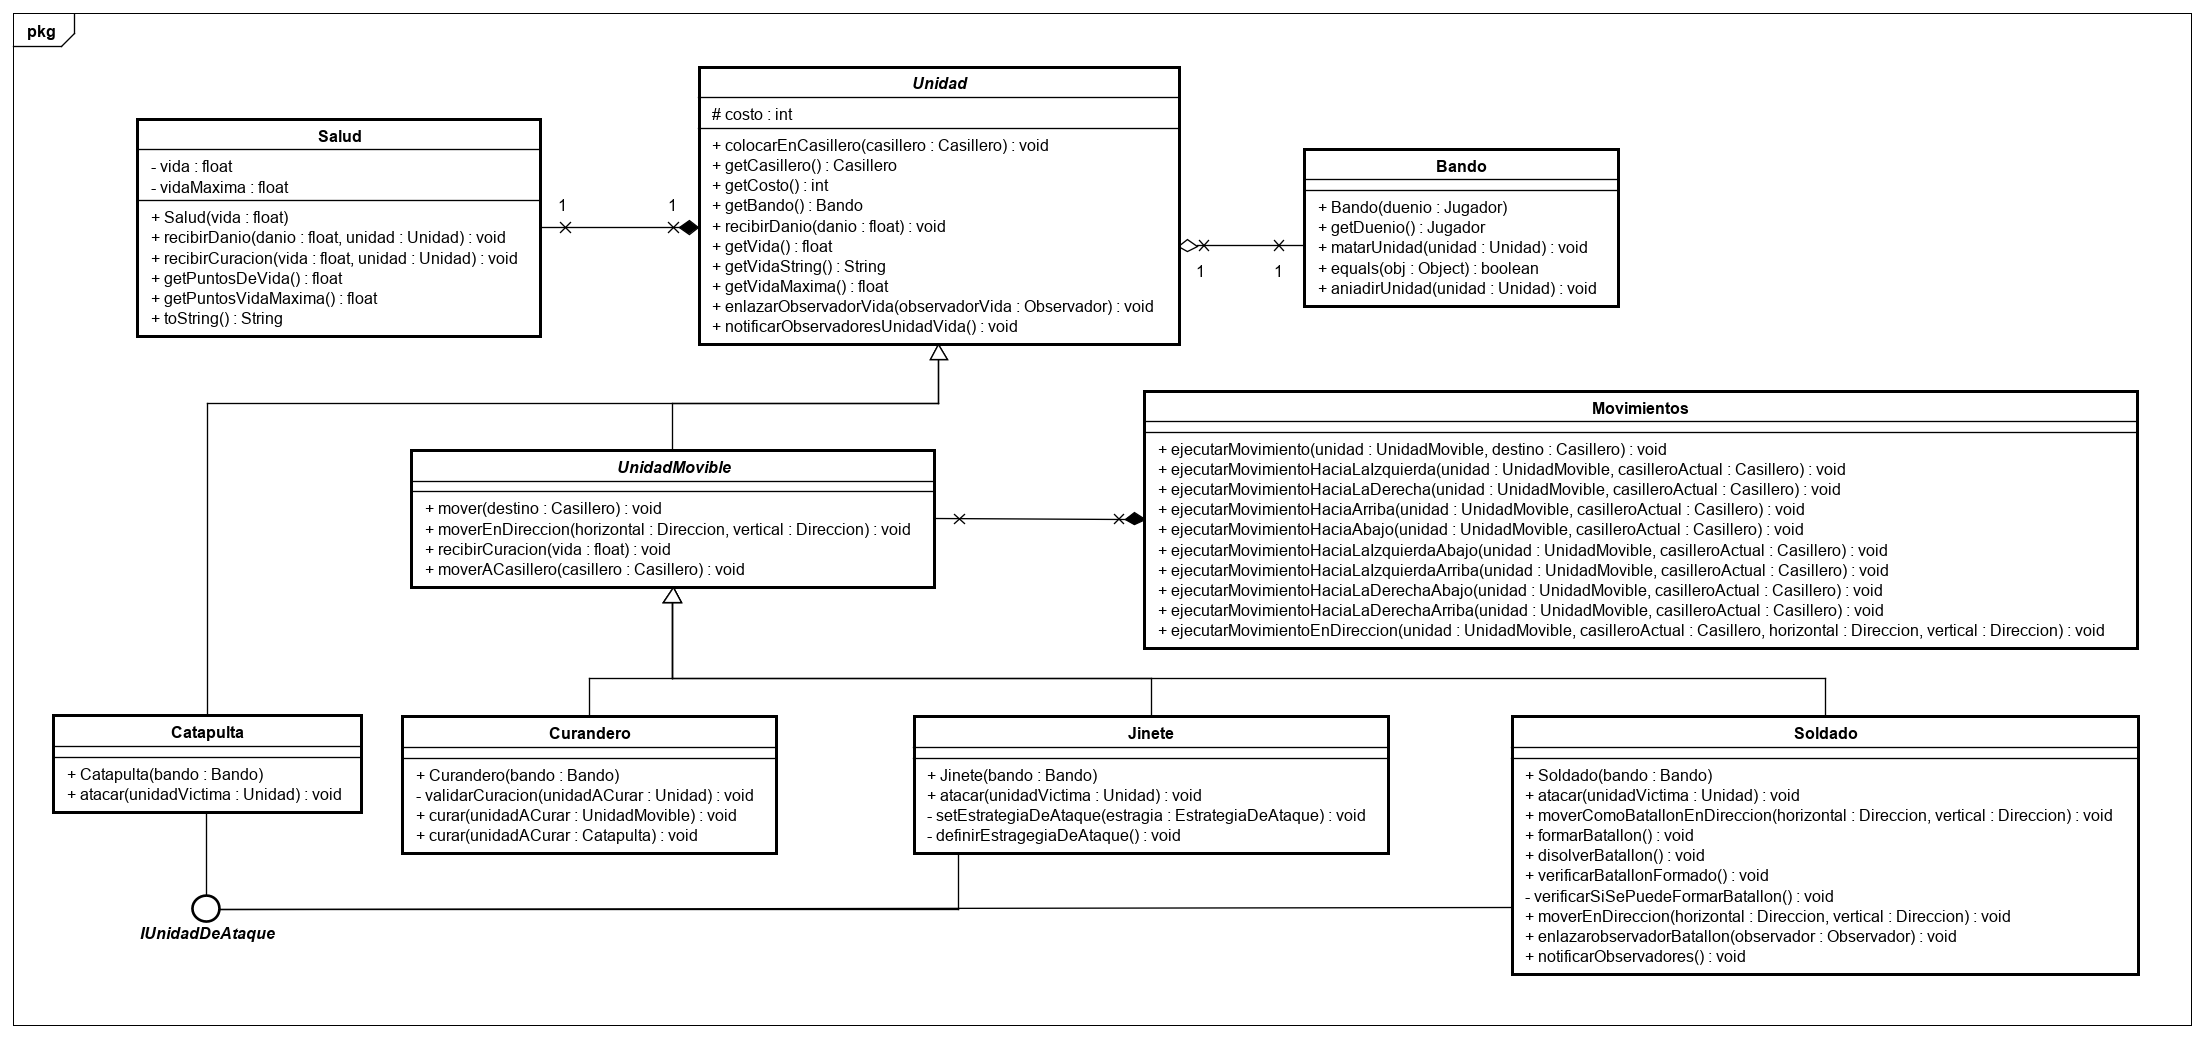 pkg
Unidad
# costo : int
+ colocarEnCasillero(casillero : Casillero) : void
+ getCasillero() : Casillero
+ getCosto() : int
+ getBando() : Bando
+ recibirDanio(danio : float) : void
+ getVida() : float
+ getVidaString() : String
+ getVidaMaxima() : float
+ enlazarObservadorVida(observadorVida : Observador) : void
+ notificarObservadoresUnidadVida() : void
Salud
- vida : float
- vidaMaxima : float
+ Salud(vida : float)
+ recibirDanio(danio : float, unidad : Unidad) : void
+ recibirCuracion(vida : float, unidad : Unidad) : void
+ getPuntosDeVida() : float
+ getPuntosVidaMaxima() : float
+ toString() : String
1
1
Bando
+ Bando(duenio : Jugador)
+ getDuenio() : Jugador
+ matarUnidad(unidad : Unidad) : void
+ equals(obj : Object) : boolean
+ aniadirUnidad(unidad : Unidad) : void
1
1
UnidadMovible
+ mover(destino : Casillero) : void
+ moverEnDireccion(horizontal : Direccion, vertical : Direccion) : void
+ recibirCuracion(vida : float) : void
+ moverACasillero(casillero : Casillero) : void
Movimientos
+ ejecutarMovimiento(unidad : UnidadMovible, destino : Casillero) : void
+ ejecutarMovimientoHaciaLaIzquierda(unidad : UnidadMovible, casilleroActual : Casillero) : void
+ ejecutarMovimientoHaciaLaDerecha(unidad : UnidadMovible, casilleroActual : Casillero) : void
+ ejecutarMovimientoHaciaArriba(unidad : UnidadMovible, casilleroActual : Casillero) : void
+ ejecutarMovimientoHaciaAbajo(unidad : UnidadMovible, casilleroActual : Casillero) : void
+ ejecutarMovimientoHaciaLaIzquierdaAbajo(unidad : UnidadMovible, casilleroActual : Casillero) : void
+ ejecutarMovimientoHaciaLaIzquierdaArriba(unidad : UnidadMovible, casilleroActual : Casillero) : void
+ ejecutarMovimientoHaciaLaDerechaAbajo(unidad : UnidadMovible, casilleroActual : Casillero) : void
+ ejecutarMovimientoHaciaLaDerechaArriba(unidad : UnidadMovible, casilleroActual : Casillero) : void
+ ejecutarMovimientoEnDireccion(unidad : UnidadMovible, casilleroActual : Casillero, horizontal : Direccion, vertical : Direccion) : void
Catapulta
+ Catapulta(bando : Bando)
+ atacar(unidadVictima : Unidad) : void
Curandero
+ Curandero(bando : Bando)
- validarCuracion(unidadACurar : Unidad) : void
+ curar(unidadACurar : UnidadMovible) : void
+ curar(unidadACurar : Catapulta) : void
Jinete
+ Jinete(bando : Bando)
+ atacar(unidadVictima : Unidad) : void
- setEstrategiaDeAtaque(estragia : EstrategiaDeAtaque) : void
- definirEstragegiaDeAtaque() : void
Soldado
+ Soldado(bando : Bando)
+ atacar(unidadVictima : Unidad) : void
+ moverComoBatallonEnDireccion(horizontal : Direccion, vertical : Direccion) : void
+ formarBatallon() : void
+ disolverBatallon() : void
+ verificarBatallonFormado() : void
- verificarSiSePuedeFormarBatallon() : void
+ moverEnDireccion(horizontal : Direccion, vertical : Direccion) : void
+ enlazarobservadorBatallon(observador : Observador) : void
+ notificarObservadores() : void
IUnidadDeAtaque